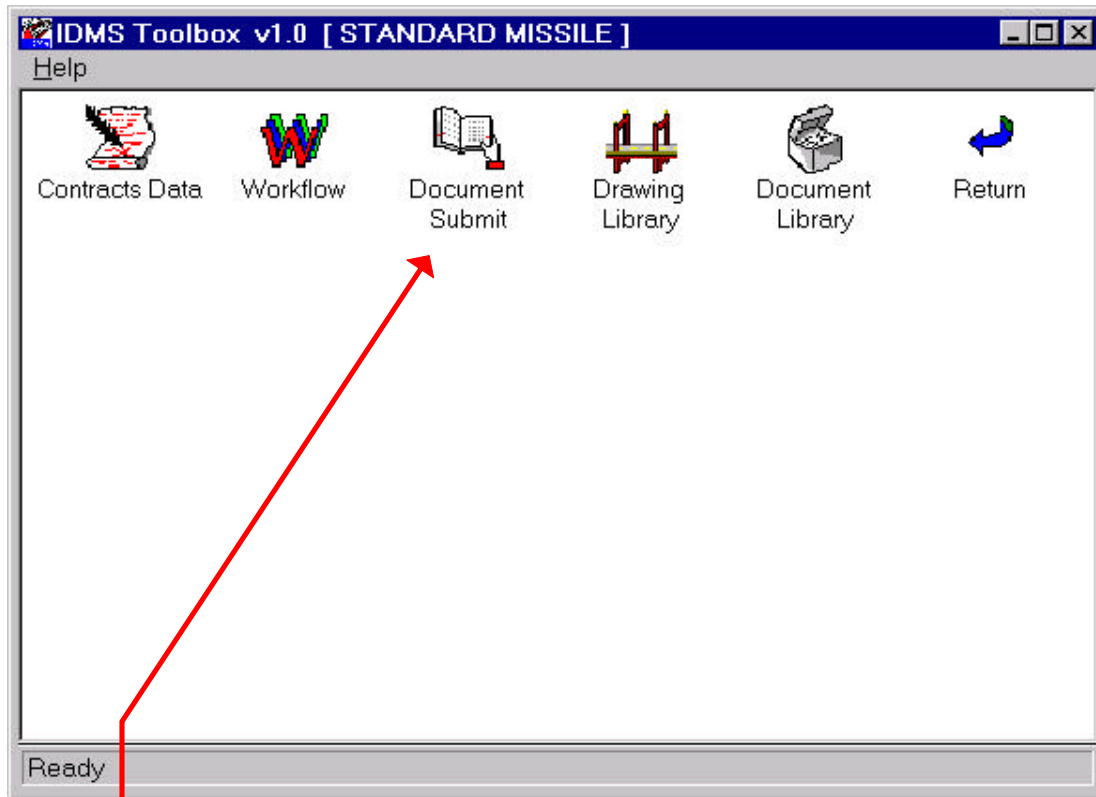 IDMS Toolbox v1.0 [ STANDARD MISSILE ]
Help
Contracts Data
Workflow
Document
Submit
Drawing
Library
Document
Library
Return
Ready